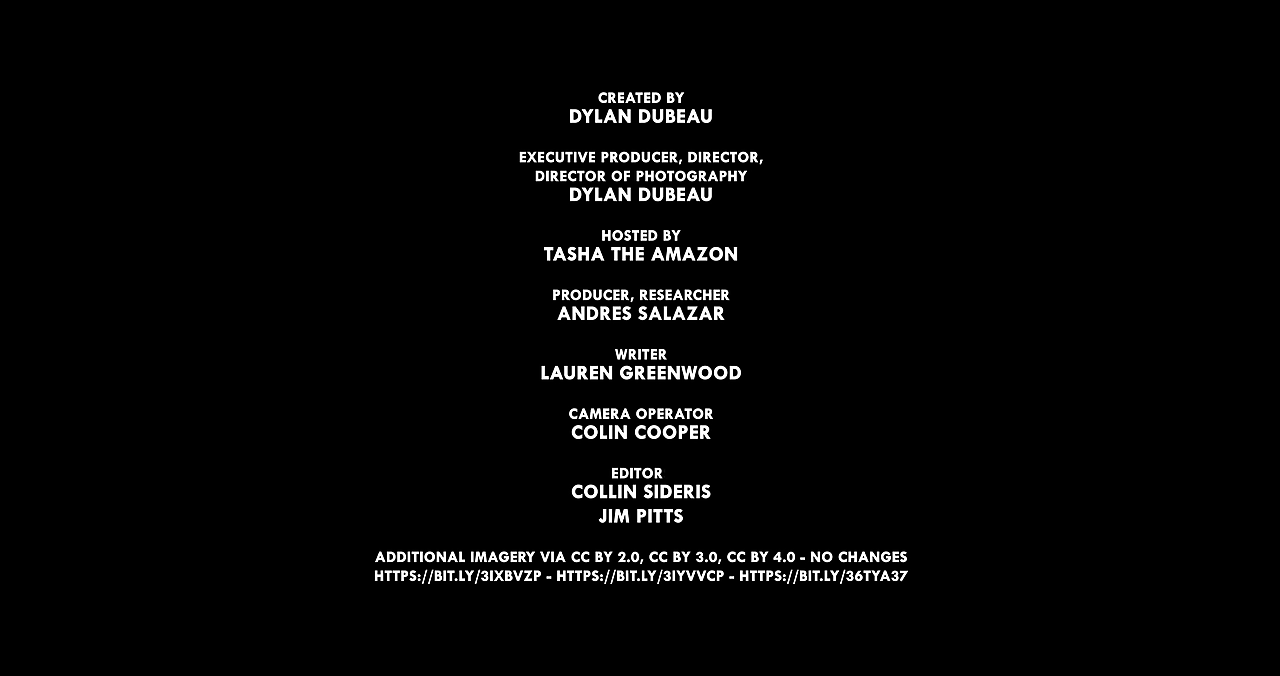 CREATED BY
DYLAN DUBEAU
EXECUTIVE PRODUCER, DIRECTOR,
DIRECTOR OF PHOTOGRAPHY
DYLAN DUBEAU
HOSTED BY
TASHA THE AMAZON
PRODUCER, RESEARCHER
ANDRES SALAZAR
WRITER
LAUREN GREENWOOD
CAMERA OPERATOR
COLIN COOPER
EDITOR
COLLIN SIDERIS
JIM PITTS
ADDITIONAL IMAGERY VIA CC BY 2.0, CC BY 3.0, CC BY 4.0 - NO CHANGES
HTTPS://BIT.LY/3IXBVZP - HTTPS://BIT.LY/3IYVVCP - HTTPS://BIT.LY/36TYA37